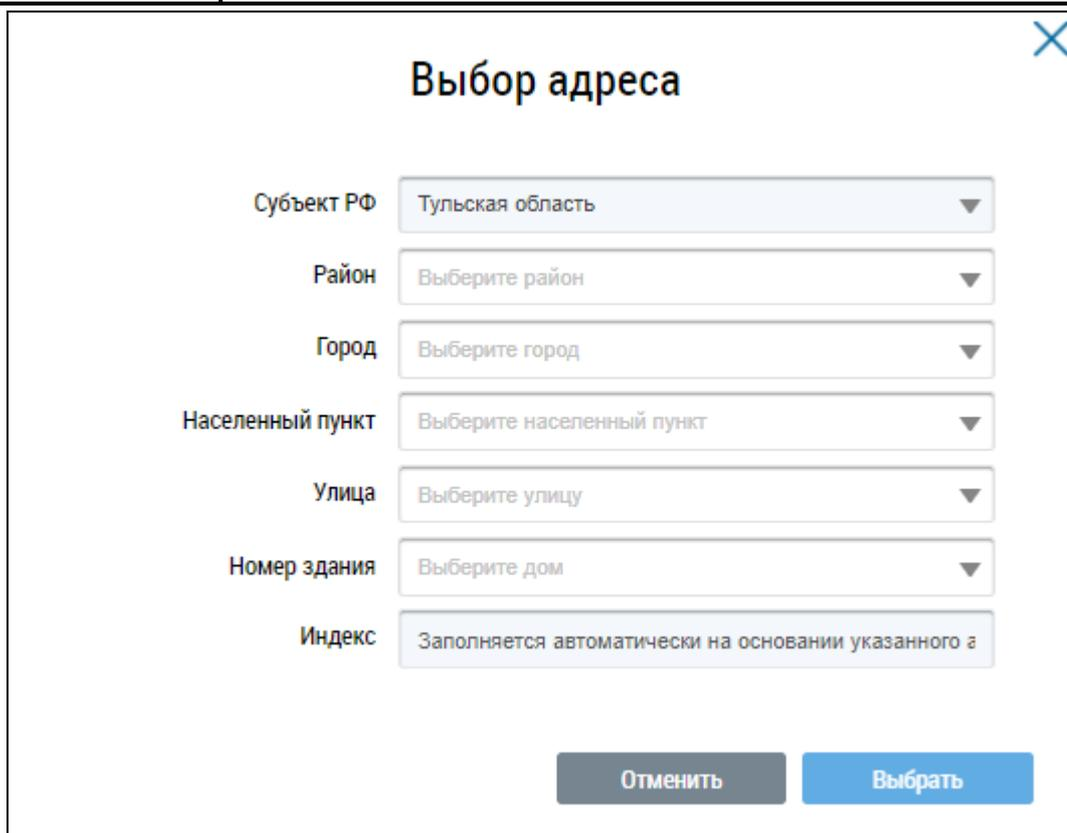 Выбор адреса
Субъект РФ Тульская область
Район Выберите район
Город Выберите город
Населенный пункт Выберите населенный пункт
Улица Выберите улицу
Номер здания Выберите дом
Индекс Заполняется автоматически на основании указанного а
Отменить Выбрать